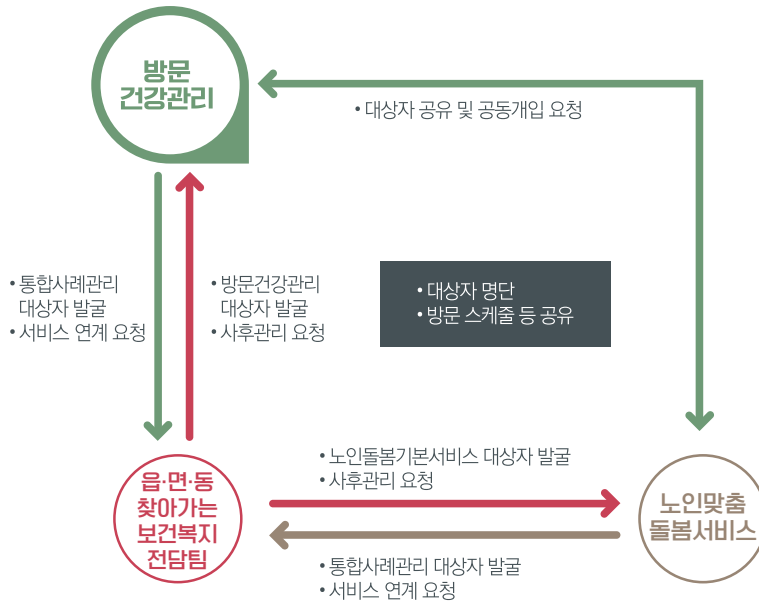 방문
건강관리
• 대상자 공유 및 공동개입 요청
• 통합사례관리
대상자 발굴
• 서비스 연계 요청
• 방문건강관리
대상자 발굴
• 사후관리 요청
• 대상자 명단
• 방문 스케줄 등 공유
읍·면·동
찾아가는
보건복지
전담팀
• 노인돌봄기본서비스 대상자 발굴
• 사후관리 요청
노인맞춤
돌봄서비스
• 통합사례관리 대상자 발굴
• 서비스 연계 요청